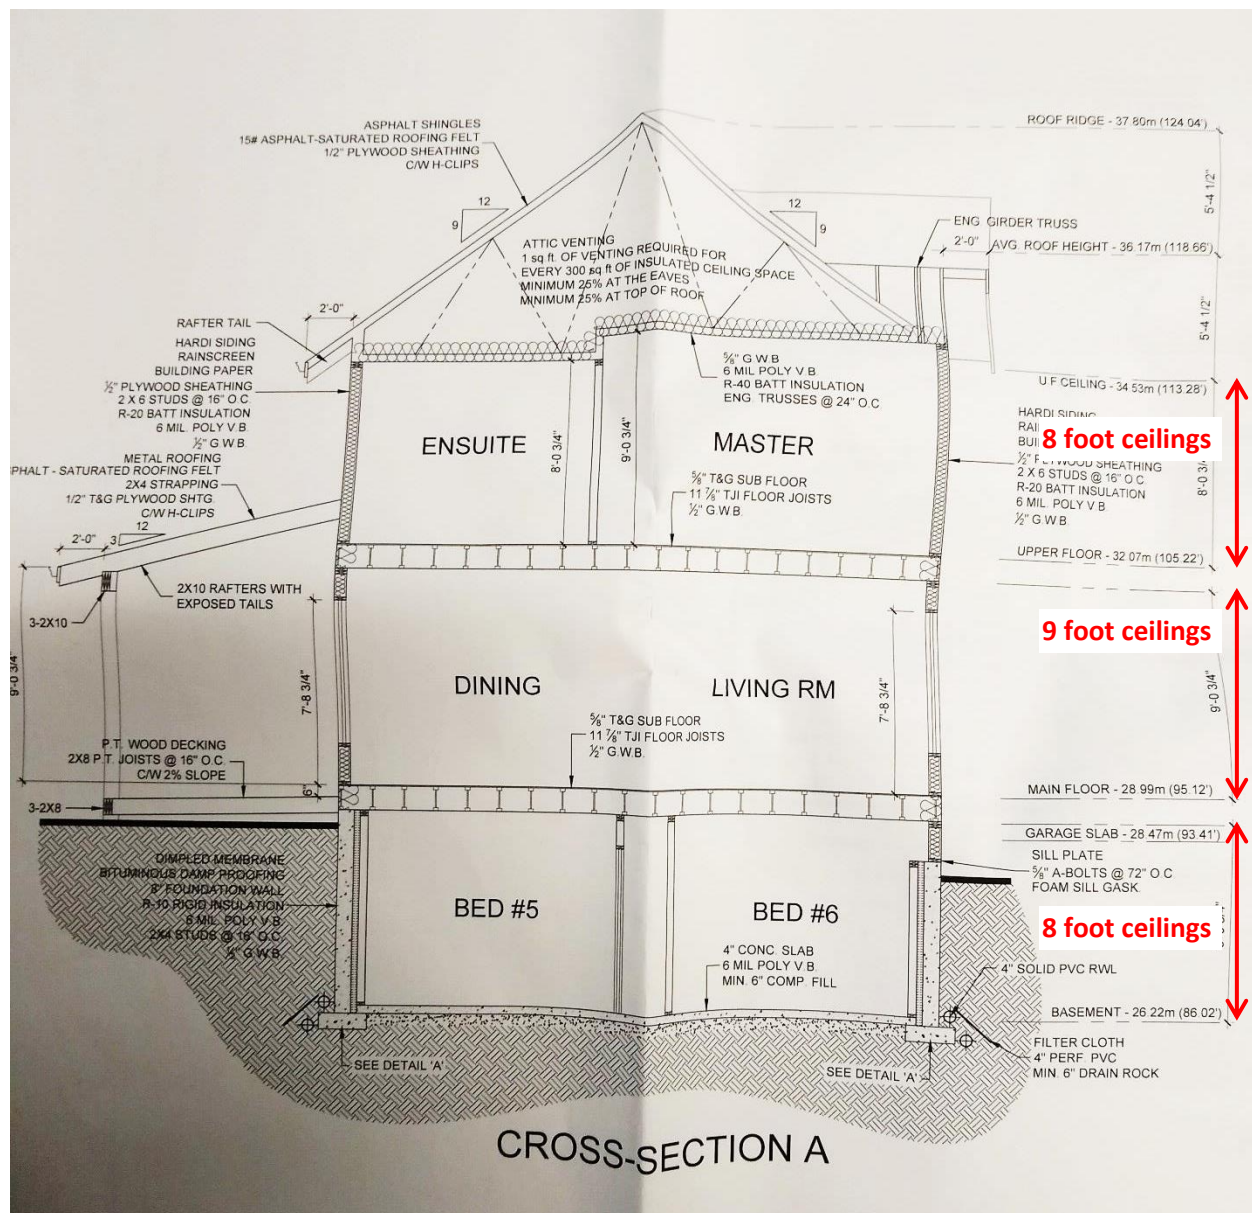 ASPHALT SHINGLES
15# ASPHALT-SATURATED ROOFING FELT
1/2" PLYWOOD SHEATHING
C/W H-CLIPS
ROOF RIDGE - 37.80m (124.04')
5'-4 1/2"
12
9
12
9
ENG. GIRDER TRUSS
2'-0"
AVG. ROOF HEIGHT - 36.17m (118.66')
ATTIC VENTING
1 sq ft. OF VENTING REQUIRED FOR
EVERY 300 sq ft OF INSULATED CEILING SPACE
MINIMUM 25% AT THE EAVES
MINIMUM 25% AT TOP OF ROOF
2'-0"
RAFTER TAIL
5'-4 1/2"
HARDI SIDING
RAINSCREEN
BUILDING PAPER
½" PLYWOOD SHEATHING
2 X 6 STUDS @ 16" O.C.
R-20 BATT INSULATION
6 MIL. POLY V.B.
½" G.W.B.
⅝" G.W.B.
6 MIL POLY V.B.
R-40 BATT INSULATION
ENG. TRUSSES @ 24" O.C
U.F CEILING - 34.53m (113.28')
HARDI SIDING
8 foot ceilings
½" PLYWOOD SHEATHING
2 X 6 STUDS @ 16" O.C.
R-20 BATT INSULATION
6 MIL. POLY V.B.
½" G.W.B.
ENSUITE
8'-0 3/4"
9'-0 3/4"
MASTER
METAL ROOFING
SPHALT - SATURATED ROOFING FELT
2X4 STRAPPING
1/2" T&G PLYWOOD SHTG.
C/W H-CLIPS
⅝" T&G SUB FLOOR
11 ⅞" TJI FLOOR JOISTS
½" G.W.B.
8'-0 3/4"
12
3
2'-0"
UPPER FLOOR - 32.07m (105.22')
2X10 RAFTERS WITH
EXPOSED TAILS
3-2X10
9 foot ceilings
9'-0 3/4"
7'-8 3/4"
DINING
LIVING RM
7'-8 3/4"
9'-0 3/4"
⅝" T&G SUB FLOOR
11 ⅞" TJI FLOOR JOISTS
½" G.W.B.
P.T. WOOD DECKING
2X8 P.T. JOISTS @ 16" O.C.
C/W 2% SLOPE
6"
3-2X8
MAIN FLOOR - 28.99m (95.12')
GARAGE SLAB - 28.47m (93.41')
SILL PLATE
⅝" A-BOLTS @ 72" O.C.
FOAM SILL GASK.
DIMPLED MEMBRANE
BITUMINOUS DAMP PROOFING
8" FOUNDATION WALL
R-10 RIGID INSULATION
6 MIL. POLY V.B.
2X4 STUDS @ 16" O.C.
½" G.W.B.
BED #5
BED #6
8 foot ceilings
4" CONC. SLAB
6 MIL POLY V.B.
MIN. 6" COMP. FILL
4" SOLID PVC RWL
BASEMENT - 26.22m (86.02')
FILTER CLOTH
4" PERF. PVC
MIN. 6" DRAIN ROCK
SEE DETAIL 'A'
SEE DETAIL 'A'
CROSS-SECTION A